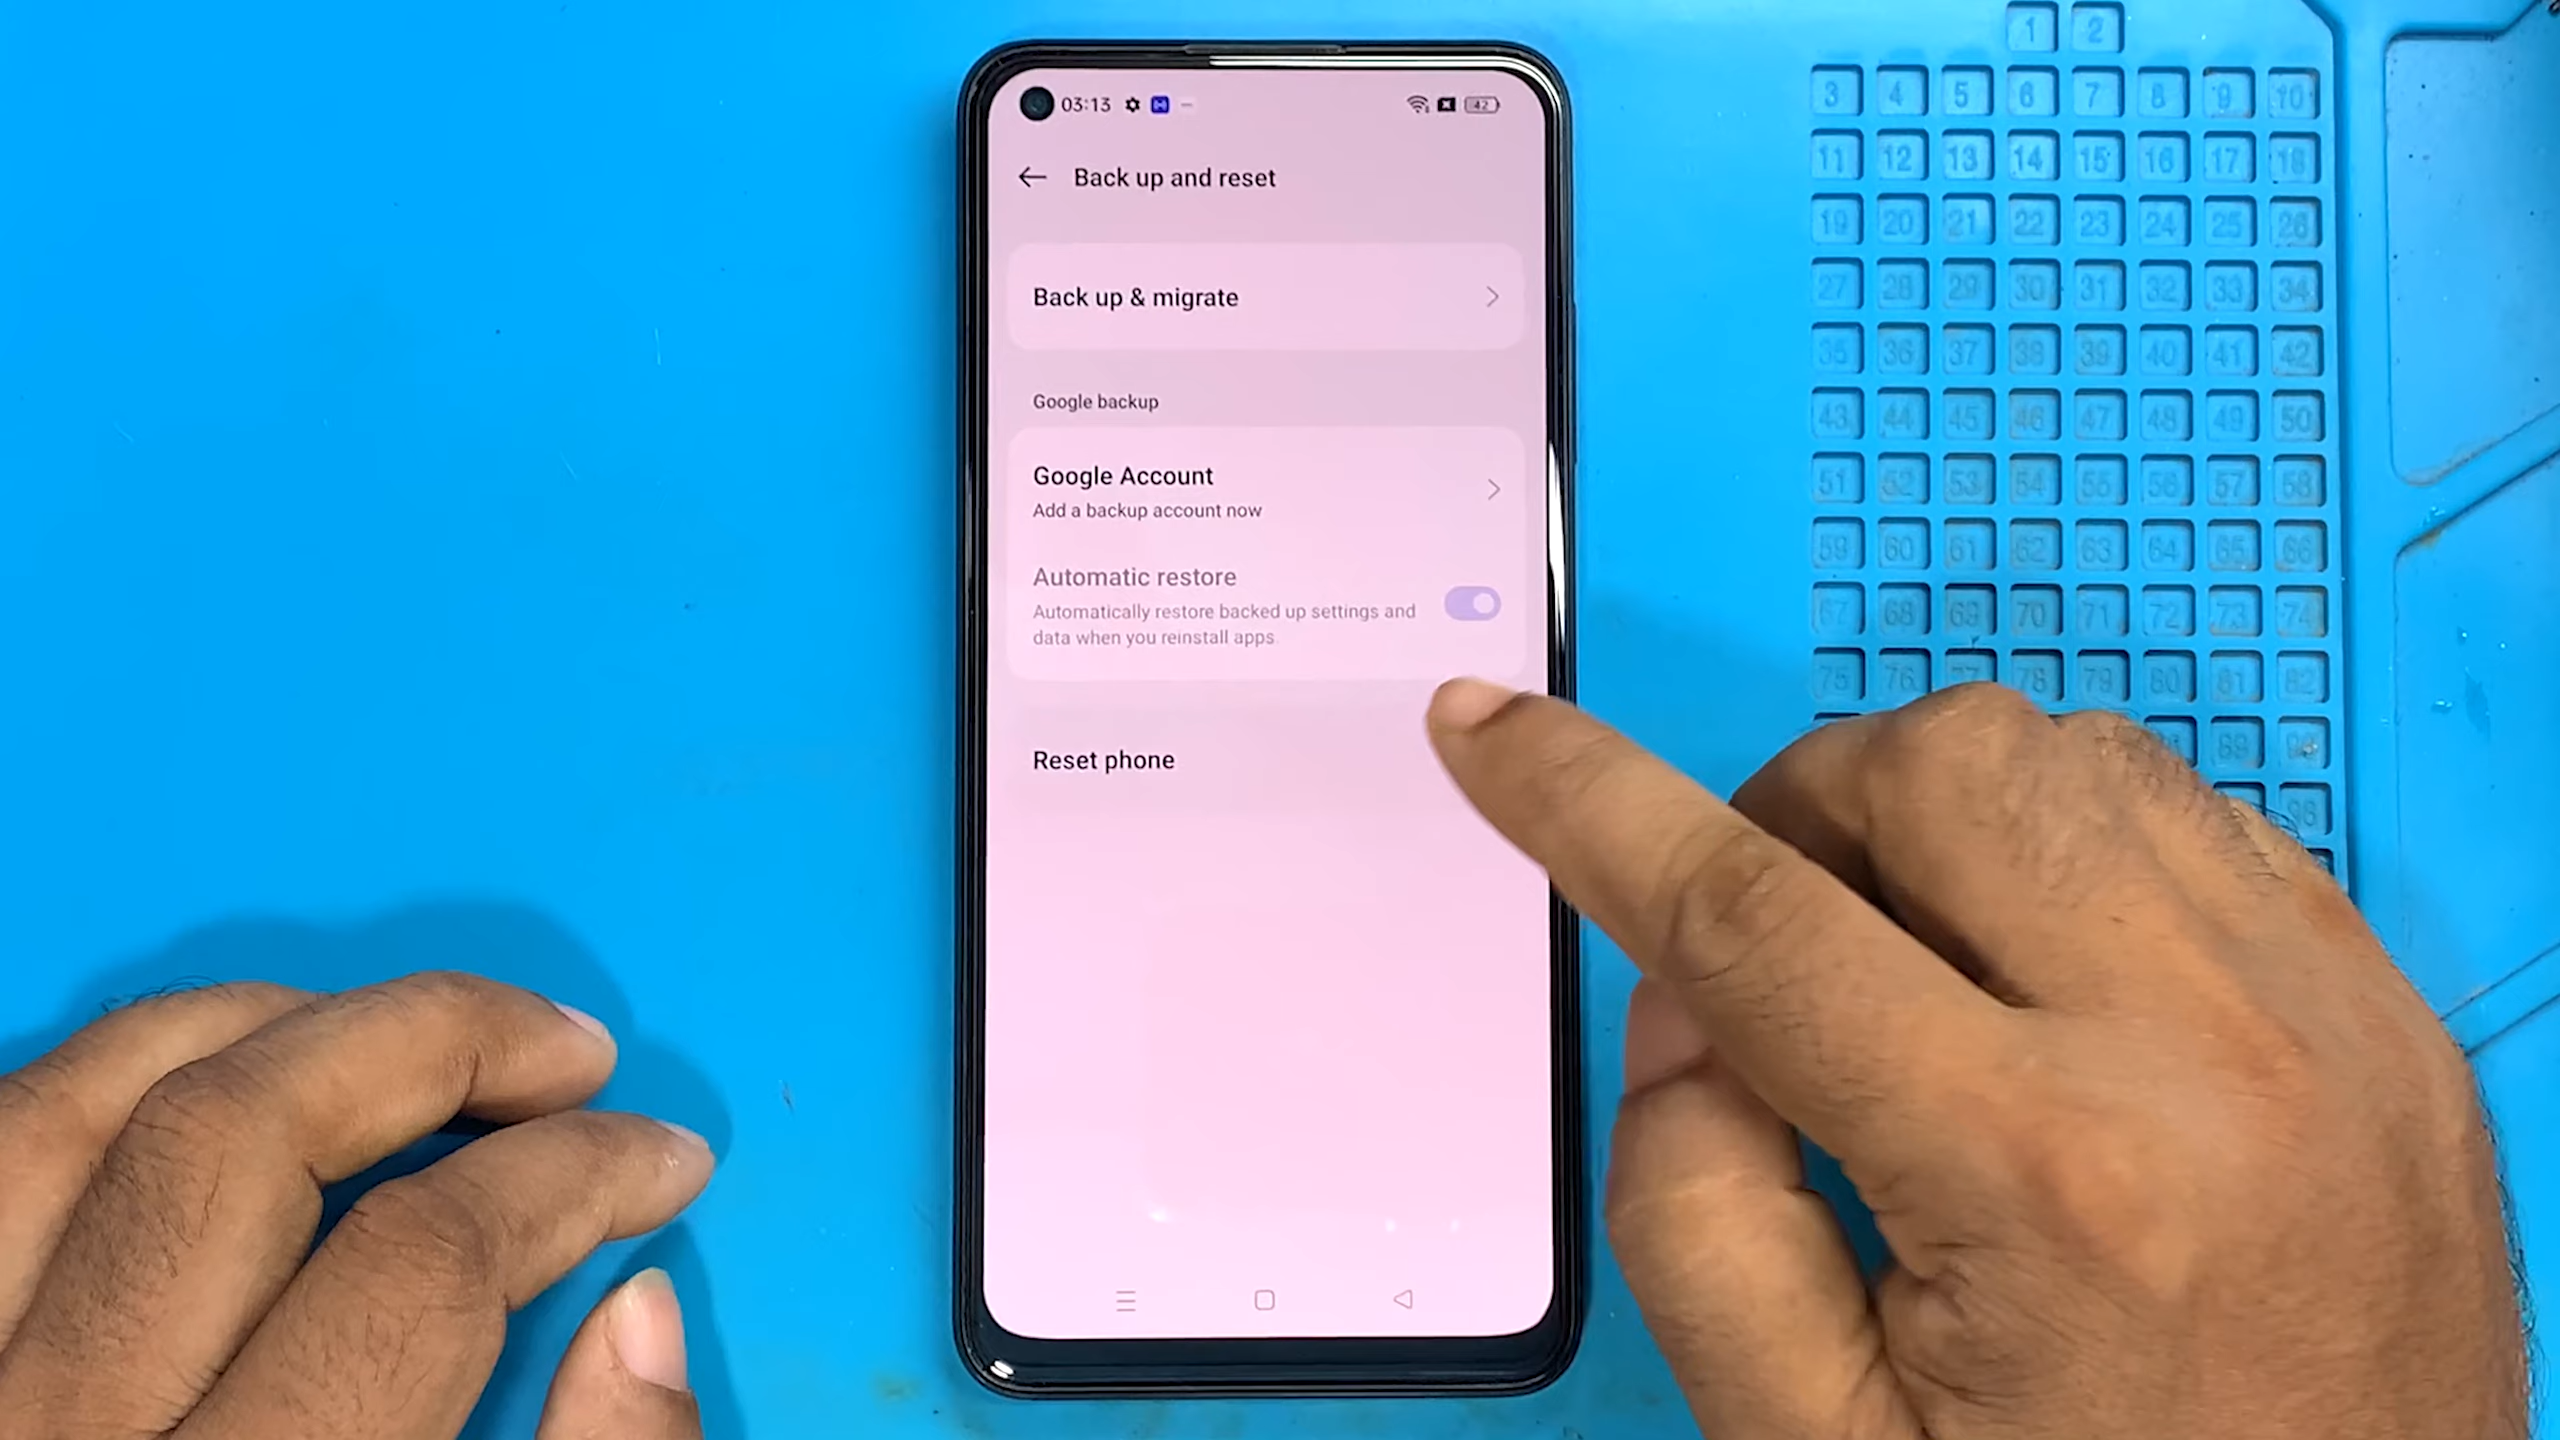 1 2
03:13 42
3 4 5 6 7 8 9 10
Back up and reset
11 12 13 14 15 16 17 18
19 20 21 22 23 24 25 26
Back up & migrate
27 28 29 30 31 32 33 34
35 36 37 38 39 40 41 42
Google backup
43 44 45 46 47 48 49 50
Google Account
Add a backup account now
51 52 53 54 55 56 57 58
59 60 61 62 63 64 65 66
Automatic restore
Automatically restore backed up settings and
data when you reinstall apps
67 68 69 70 71 72 73 74
75 76 77 78 79 80 81 82
Reset phone
89
98